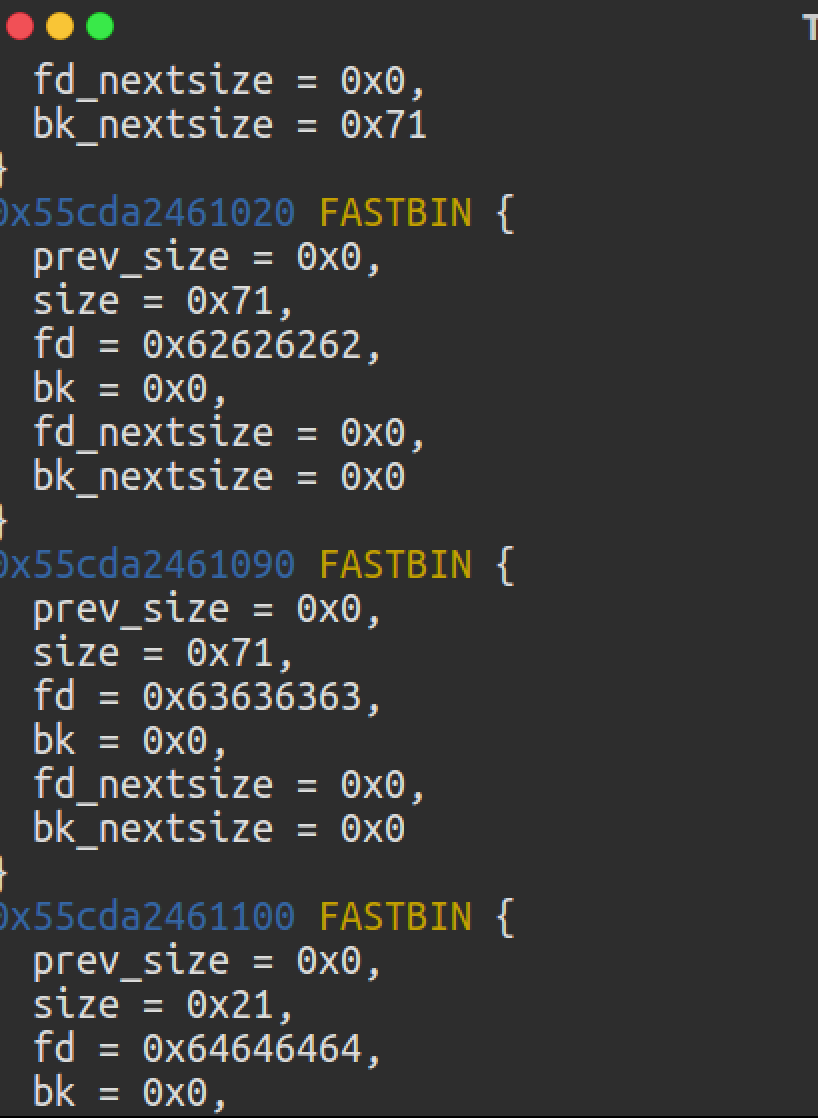 T
fd_nextsize = 0x0,
bk_nextsize = 0x71
}
0x55cda2461020 FASTBIN {
prev_size = 0x0,
size = 0x71,
fd = 0x62626262,
bk = 0x0,
fd_nextsize = 0x0,
bk_nextsize = 0x0
}
0x55cda2461090 FASTBIN {
prev_size = 0x0,
size = 0x71,
fd = 0x63636363,
bk = 0x0,
fd_nextsize = 0x0,
bk_nextsize = 0x0
}
0x55cda2461100 FASTBIN {
prev_size = 0x0,
size = 0x21,
fd = 0x64646464,
bk = 0x0,